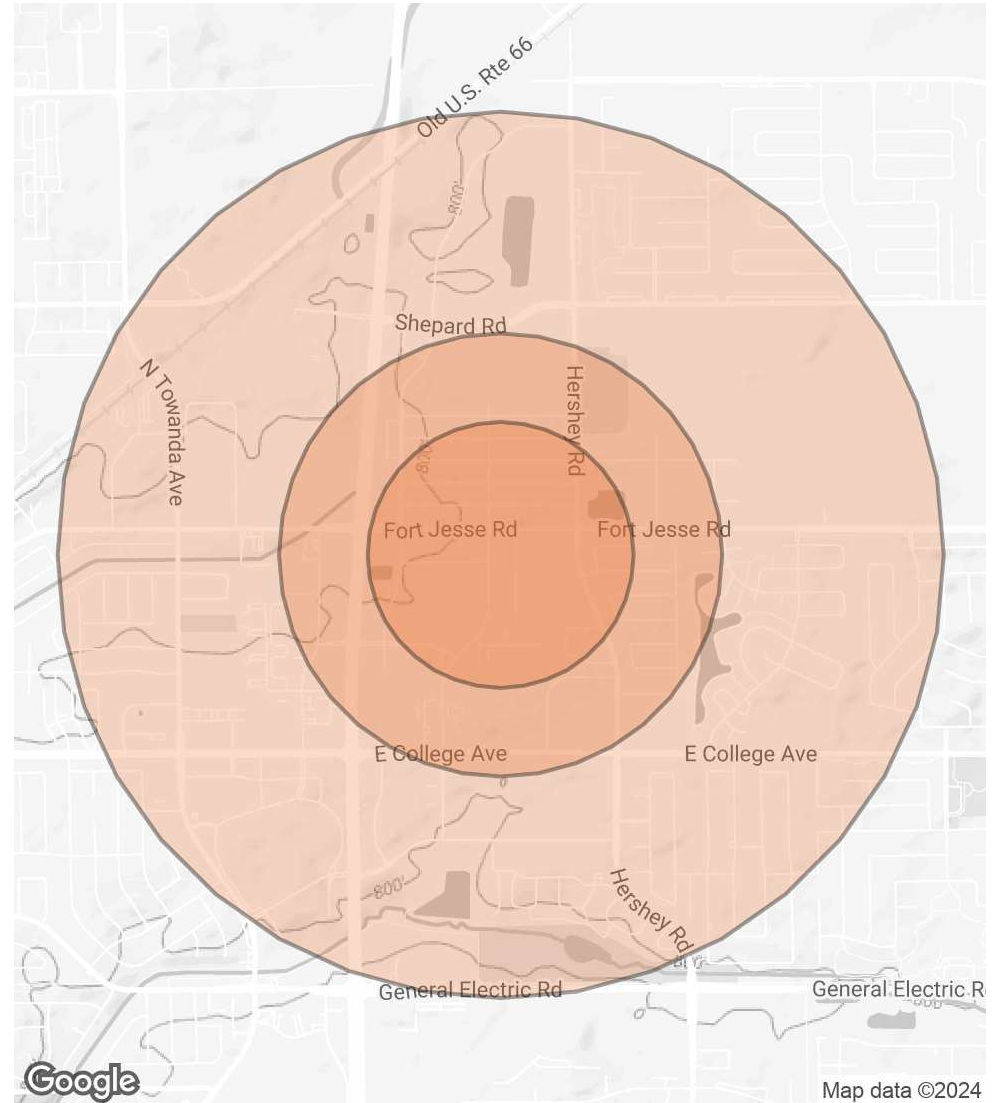 Old U.S. Rte 66
800'
Shepard Rd
N Towanda Ave
Hershey Rd
Fort Jesse Rd
Fort Jesse Rd
E College Ave
E College Ave
800'
Hershey Rd
General Electric Rd
General Electric R
Google
Map data ©2024